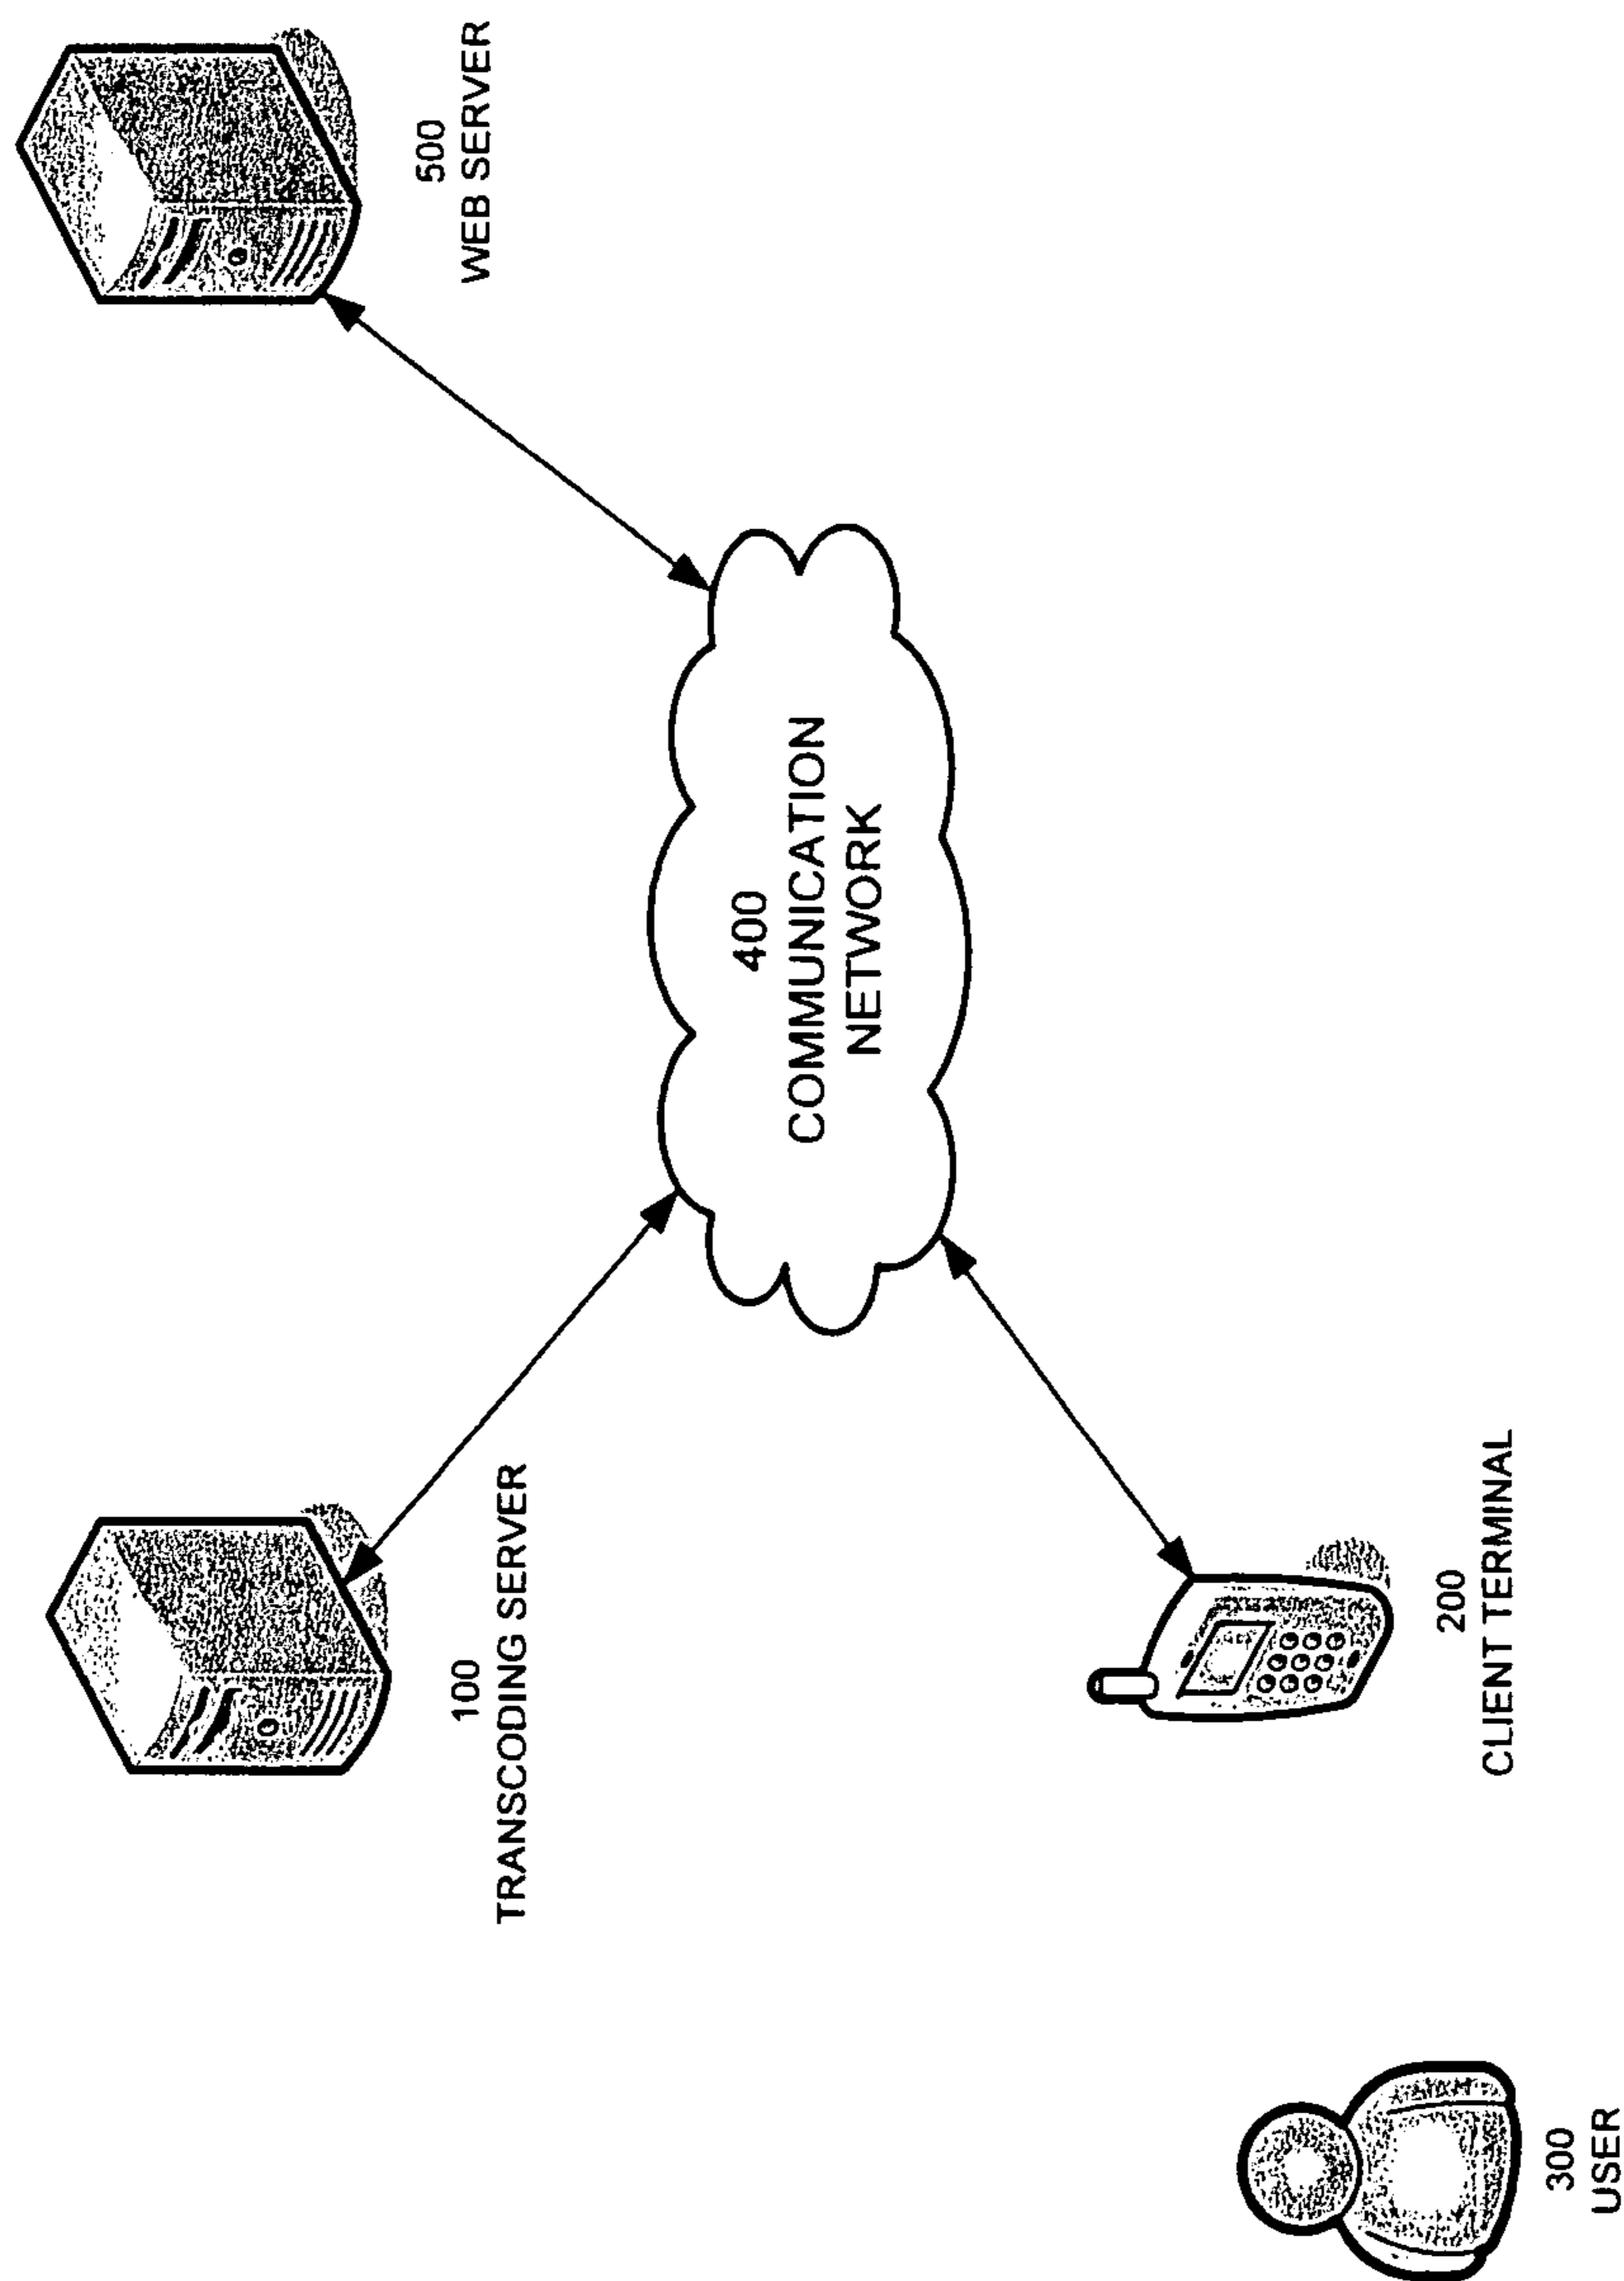 100
TRANSCODING SERVER
500
WEB SERVER
400
COMMUNICATION
NETWORK
300
USER
200
CLIENT TERMINAL